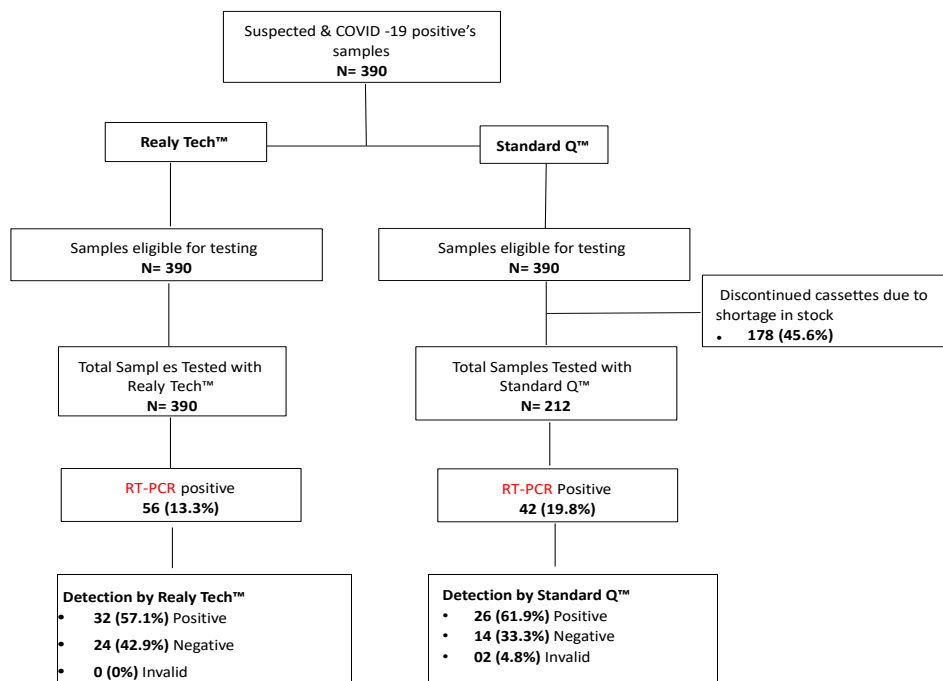 Suspected & COVID -19 positive's
samples
N= 390
Realy Tech™
Standard Q™
Samples eligible for testing
N= 390
Samples eligible for testing
N= 390
Discontinued cassettes due to
shortage in stock
• 178 (45.6%)
Total Sampl es Tested with
Realy Tech™
N= 390
Total Samples Tested with
Standard Q™
N= 212
RT-PCR positive
56 (13.3%)
RT-PCR Positive
42 (19.8%)
Detection by Realy Tech™
• 32 (57.1%) Positive
• 24 (42.9%) Negative
• 0 (0%) Invalid
Detection by Standard Q™
• 26 (61.9%) Positive
• 14 (33.3%) Negative
• 02 (4.8%) Invalid